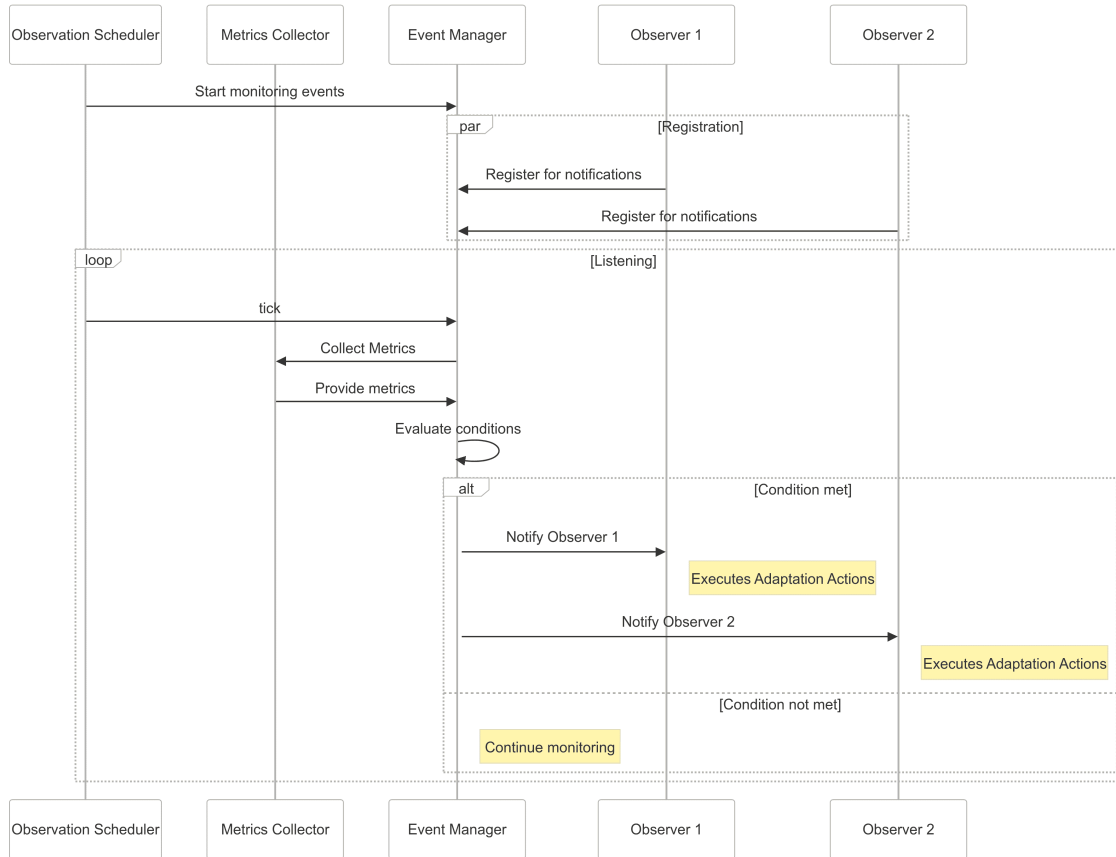 Observation Scheduler
Metrics Collector
Event Manager
Observer 1
Observer 2
Start monitoring events
par
[Registration]
Register for notifications
Register for notifications
loop
[Listening]
tick
Collect Metrics
Provide metrics
Evaluate conditions
alt
[Condition met]
Notify Observer 1
Executes Adaptation Actions
Notify Observer 2
Executes Adaptation Actions
[Condition not met]
Continue monitoring
Observation Scheduler
Metrics Collector
Event Manager
Observer 1
Observer 2